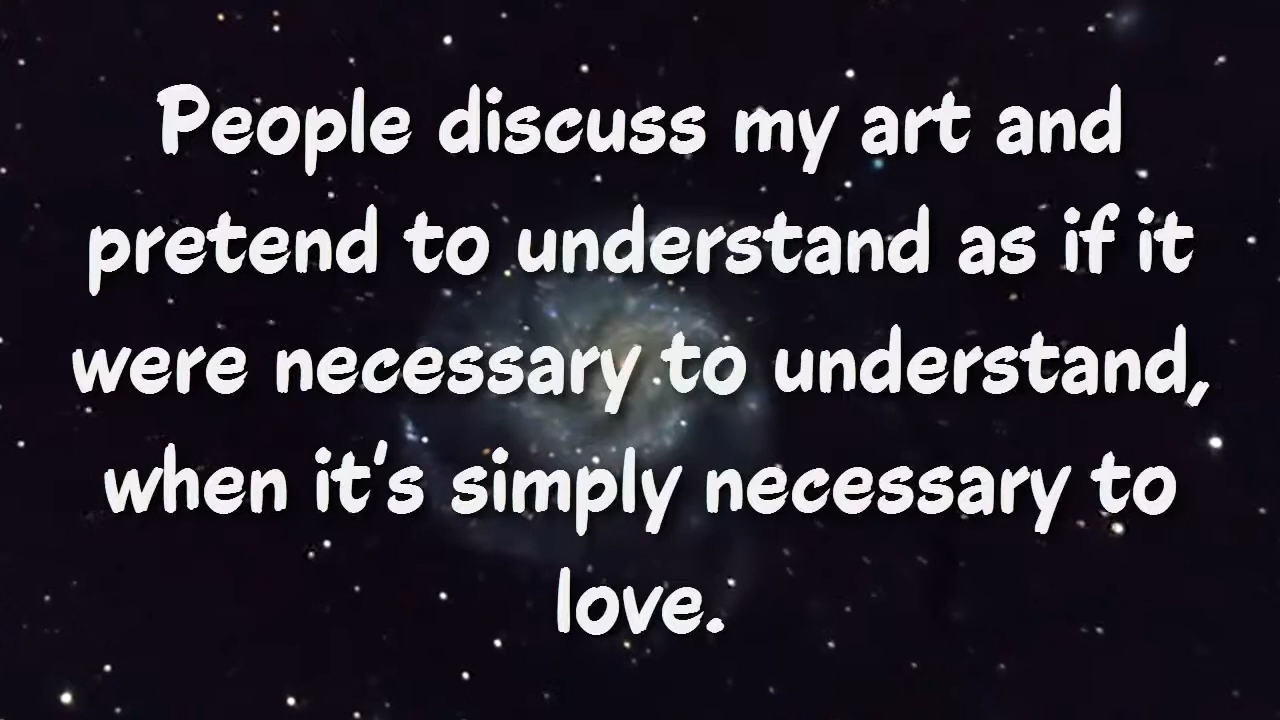 People discuss my art and
pretend to understand as if it
were necessary to understand,
when it's simply necessary to
love.